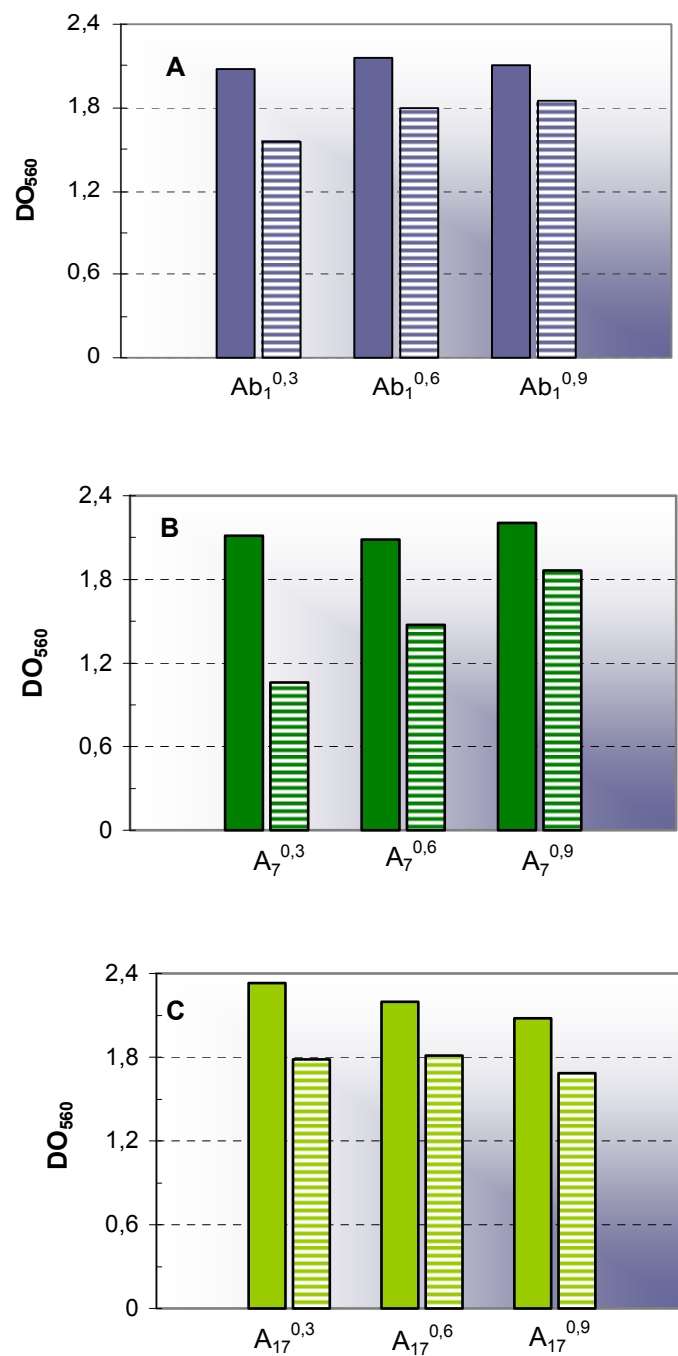 2,4
A
1,8
DO₅₆₀
1,2
0,6
0
Ab₁^0,3 Ab₁^0,6 Ab₁^0,9
2,4
B
1,8
DO₅₆₀
1,2
0,6
0
A₇^0,3 A₇^0,6 A₇^0,9
2,4
C
1,8
DO₅₆₀
1,2
0,6
0
A₁₇^0,3 A₁₇^0,6 A₁₇^0,9